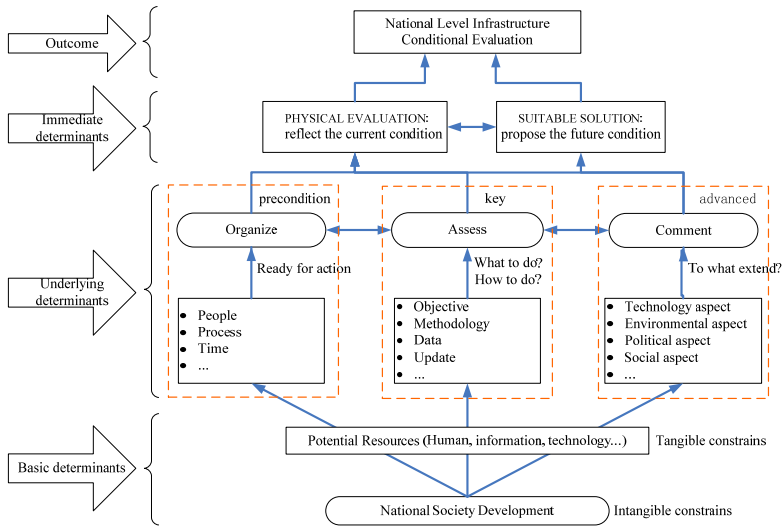 National Level Infrastructure
Conditional Evaluation
Outcome
PHYSICAL EVALUATION:
reflect the current condition
SUITABLE SOLUTION:
propose the future condition
Immediate
determinants
precondition
key
advanced
Organize
Assess
Comment
Ready for action
What to do?
How to do?
To what extend?
Underlying
determinants
• People
• Process
• Time
• ...
• Objective
• Methodology
• Data
• Update
• ...
• Technology aspect
• Environmental aspect
• Political aspect
• Social aspect
• ...
Potential Resources (Human, information, technology...)
Tangible constrains
Basic determinants
National Society Development
Intangible constrains